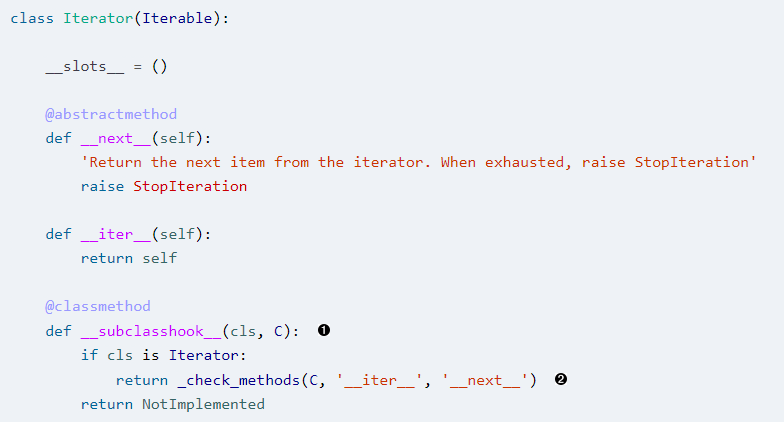 class Iterator(Iterable):
__slots__ = ()
@abstractmethod
def __next__(self):
'Return the next item from the iterator. When exhausted, raise StopIteration'
raise StopIteration
def __iter__(self):
return self
@classmethod
def __subclasshook__(cls, C): ❶
if cls is Iterator:
return _check_methods(C, '__iter__', '__next__') ❷
return NotImplemented